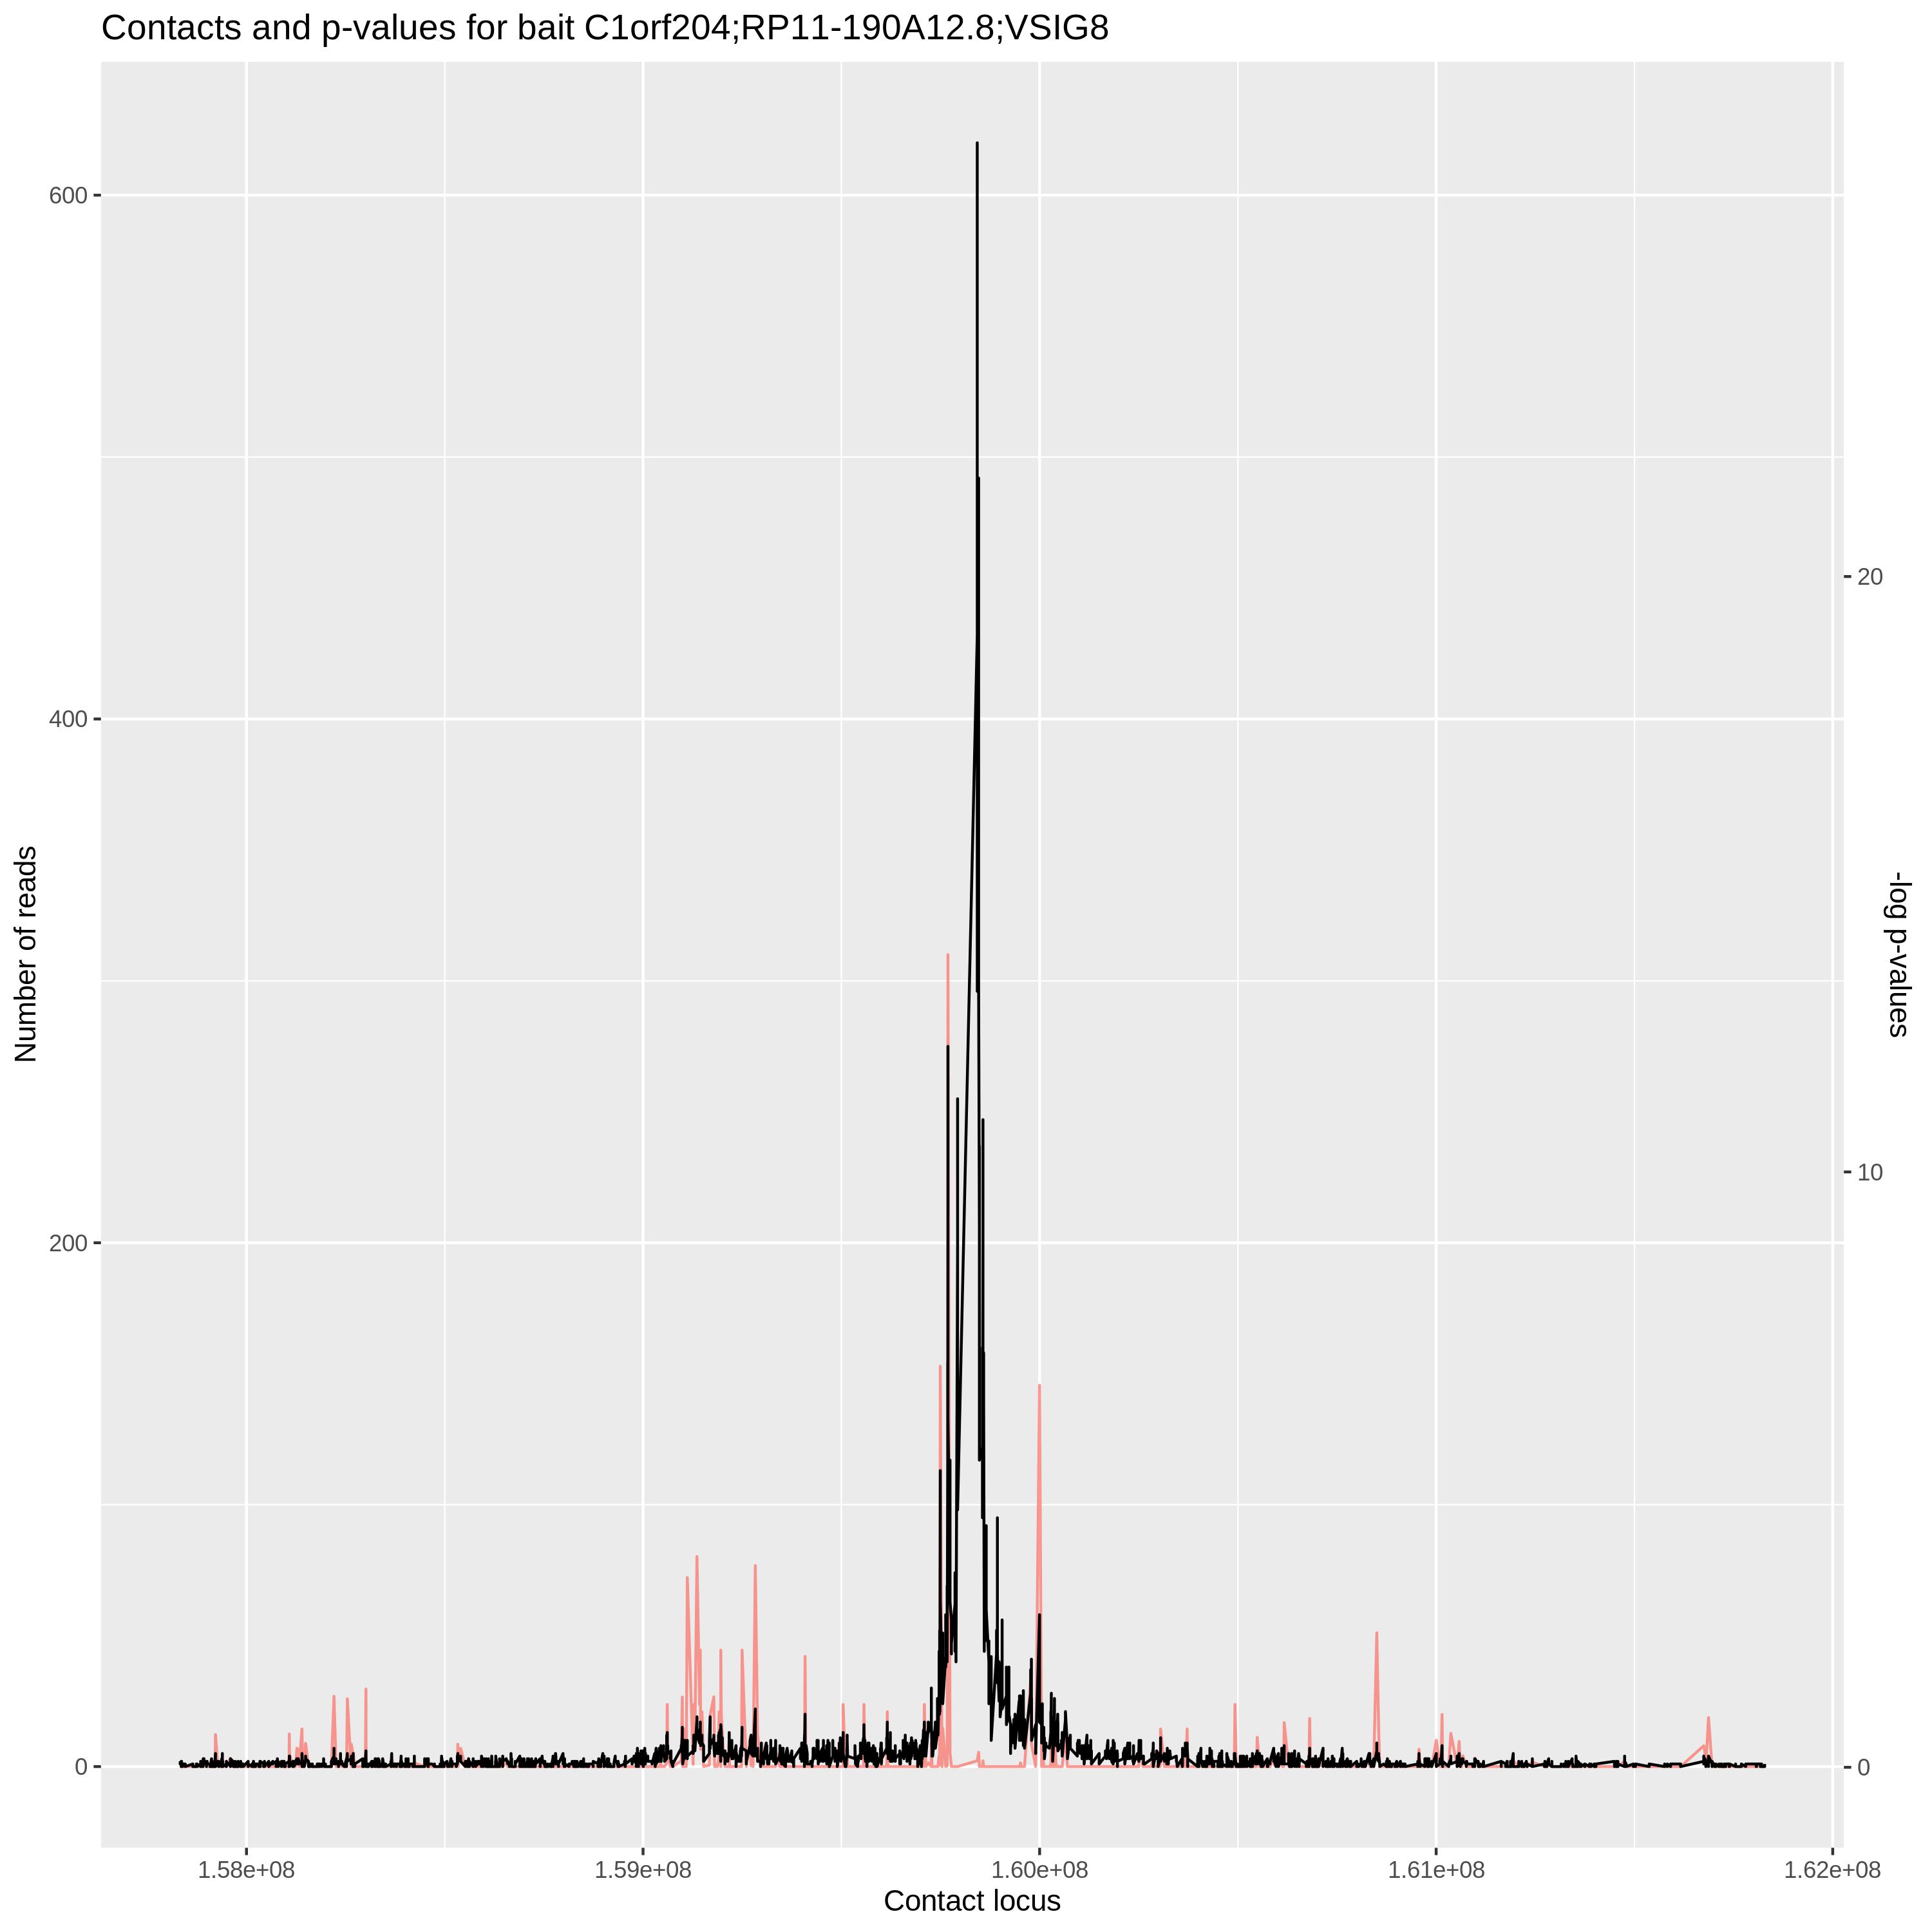 Contacts and p-values for bait C1orf204;RP11-190A12.8;VSIG8
600
400
200
0
Number of reads
20
10
0
-log p-values
1.58e+08
1.59e+08
1.60e+08
1.61e+08
1.62e+08
Contact locus